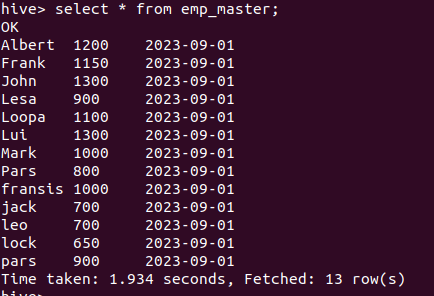 hive> select * from emp_master;
OK
Albert 1200 2023-09-01
Frank 1150 2023-09-01
John 1300 2023-09-01
Lesa 900 2023-09-01
Loopa 1100 2023-09-01
Lui 1300 2023-09-01
Mark 1000 2023-09-01
Pars 800 2023-09-01
fransis 1000 2023-09-01
jack 700 2023-09-01
leo 700 2023-09-01
lock 650 2023-09-01
pars 900 2023-09-01
Time taken: 1.934 seconds, Fetched: 13 row(s)
hive>